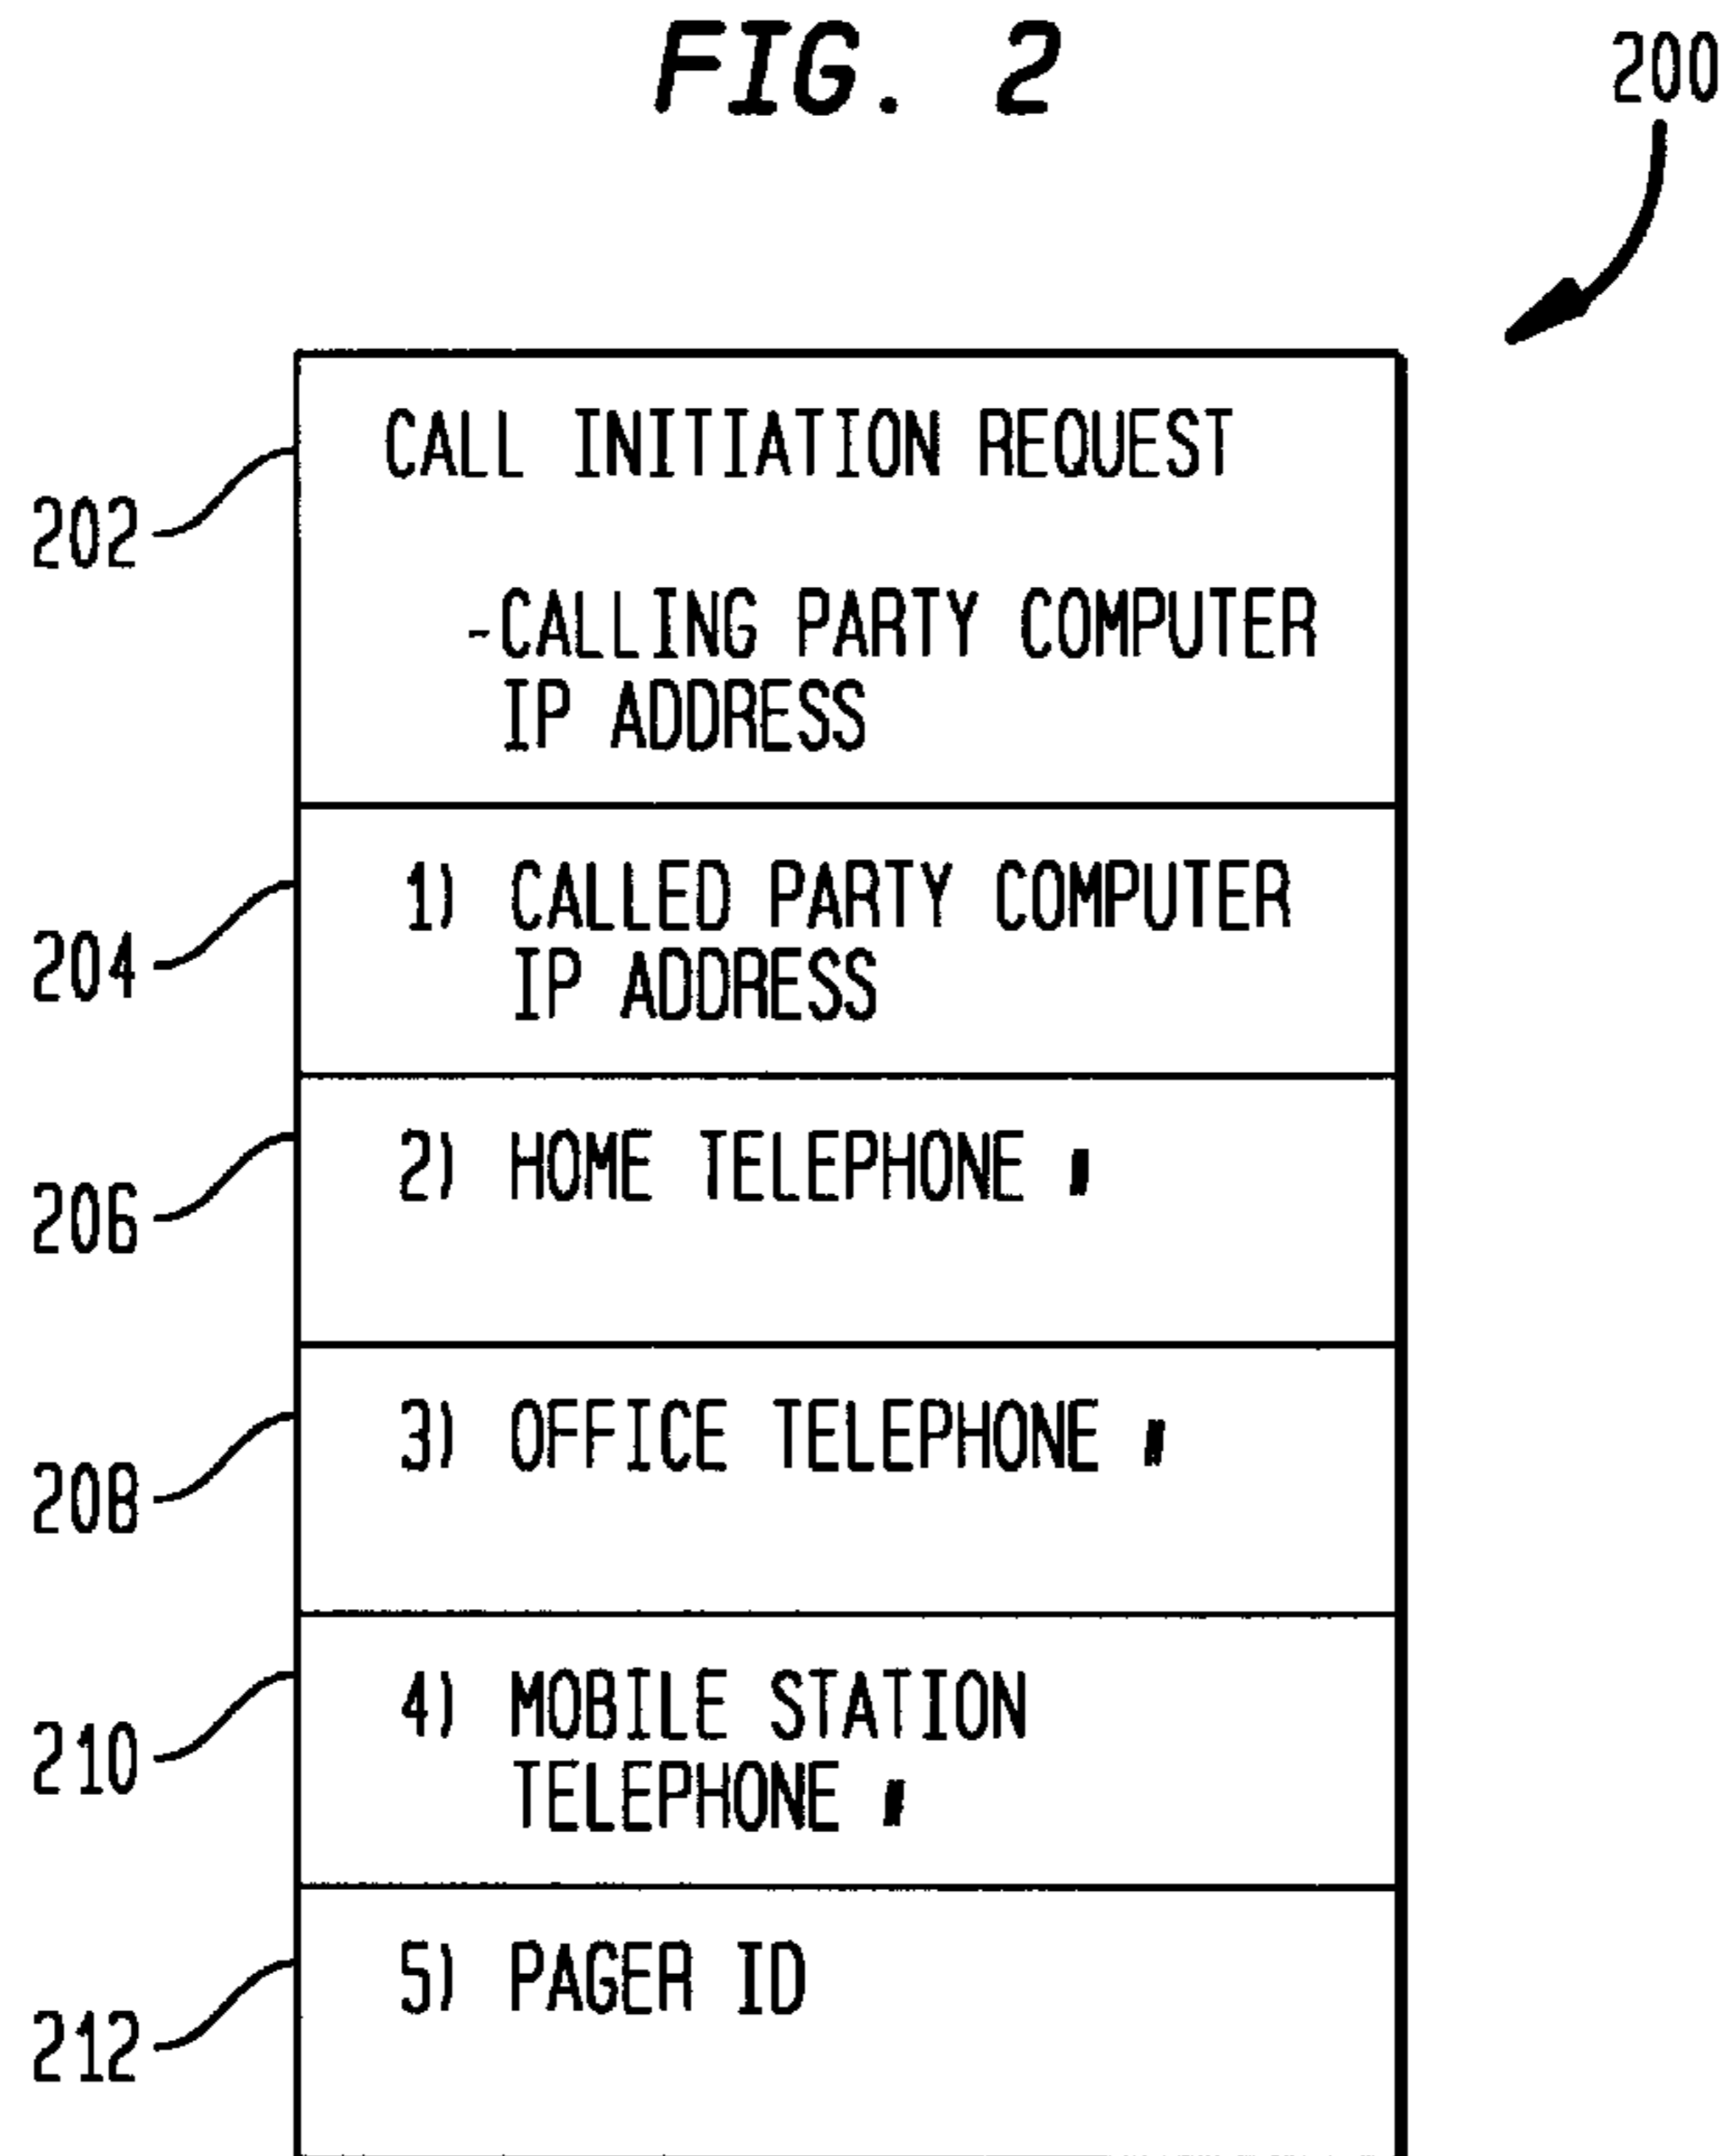 FIG. 2
200
CALL INITIATION REQUEST
202
-CALLING PARTY COMPUTER
IP ADDRESS
1) CALLED PARTY COMPUTER
204
IP ADDRESS
2) HOME TELEPHONE #
206
3) OFFICE TELEPHONE #
208
4) MOBILE STATION
210
TELEPHONE #
5) PAGER ID
212